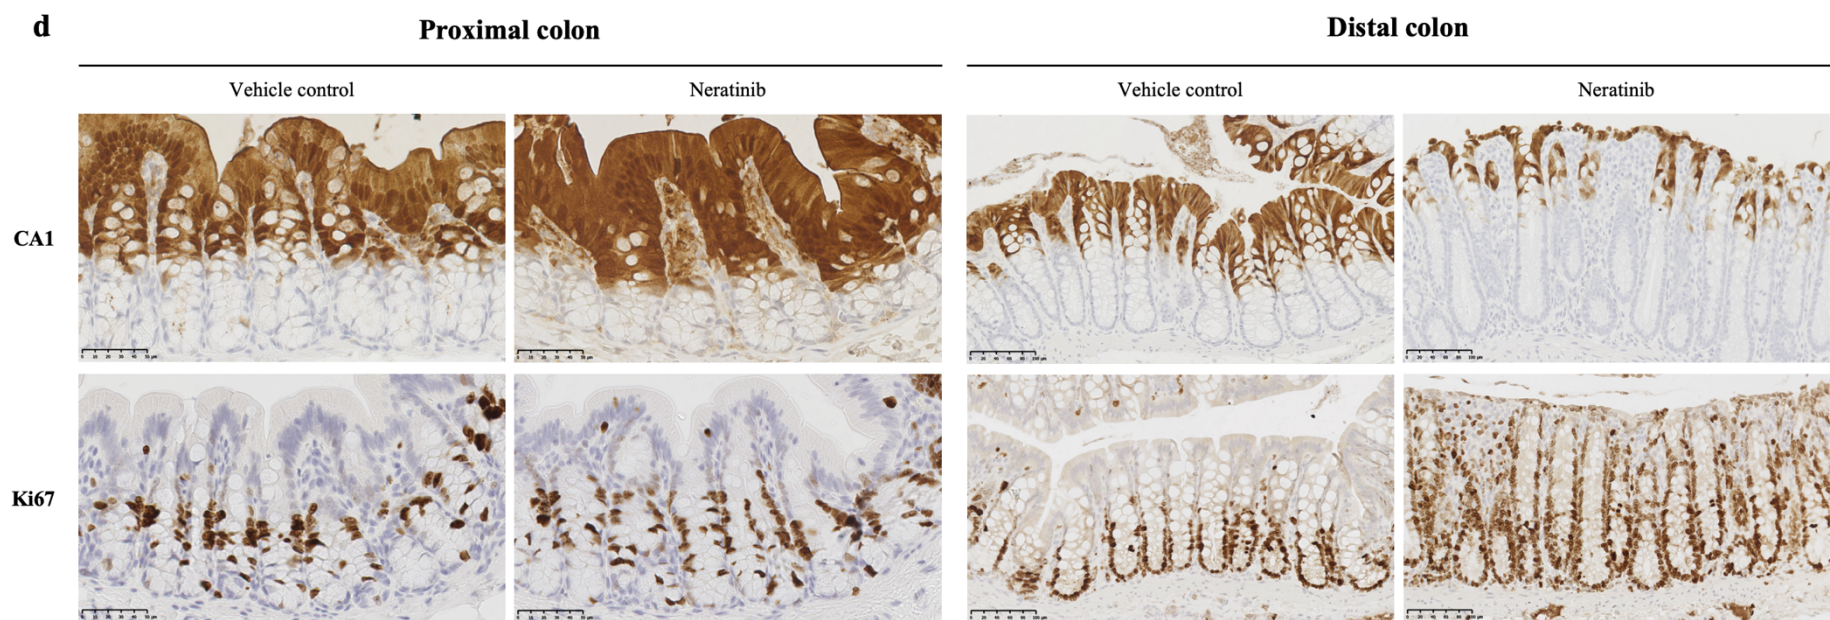 d
Proximal colon
Distal colon
Vehicle control
Neratinib
Vehicle control
Neratinib
CA1
Ki67